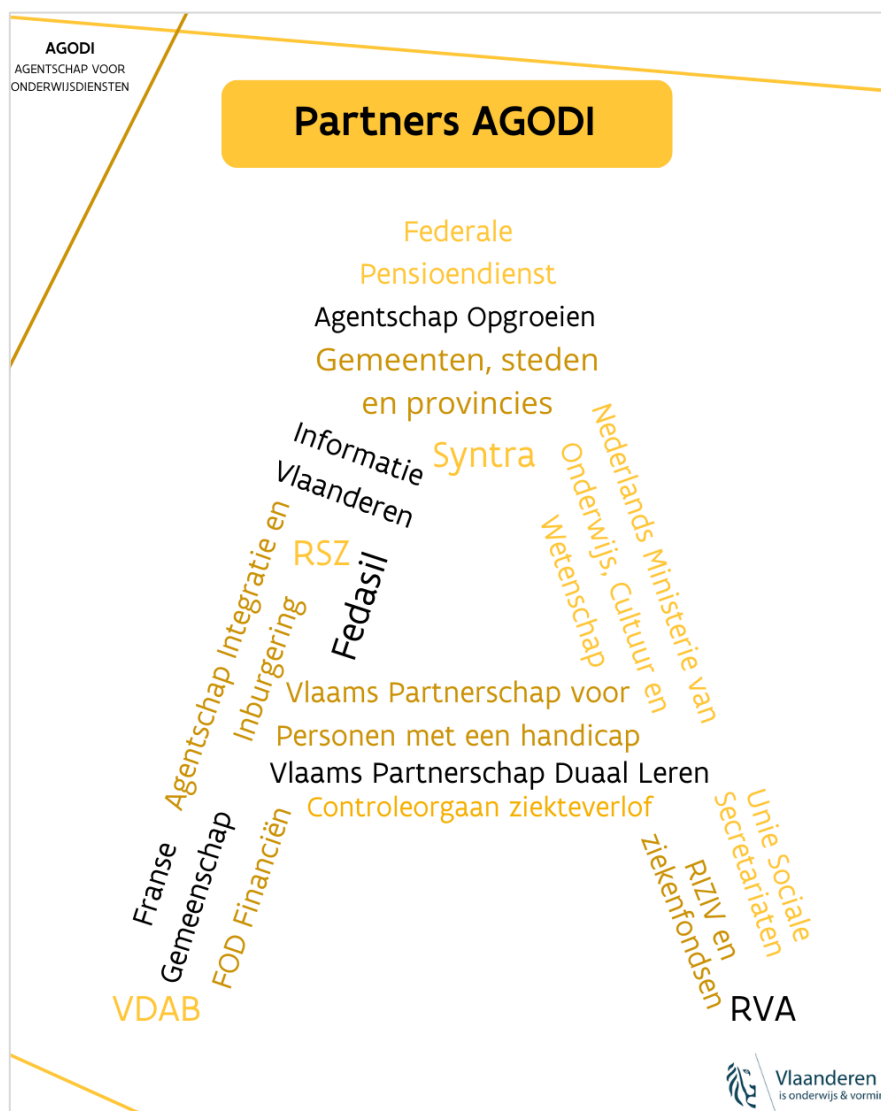 AGODI
AGENTSCHAP VOOR
ONDERWIJSDIENSTEN
Partners AGODI
Federale
Pensioendienst
Agentschap Opgroeien
Gemeenten, steden
en provincies
Informatie
Vlaanderen
Syntra
Nederlands Ministerie van
Onderwijs, Cultuur en
Wetenschap
Agentschap Integratie en
Inburgering
RSZ
Fedasil
Vlaams Partnerschap voor
Personen met een handicap
Vlaams Partnerschap Duaal Leren
Controleorgaan ziekteverlof
Franse
Gemeenschap
FOD Financiën
Unie Sociale
Secretariaten
RIZIV en
ziekenfondsen
VDAB
RVA
Vlaanderen
is onderwijs & vormin